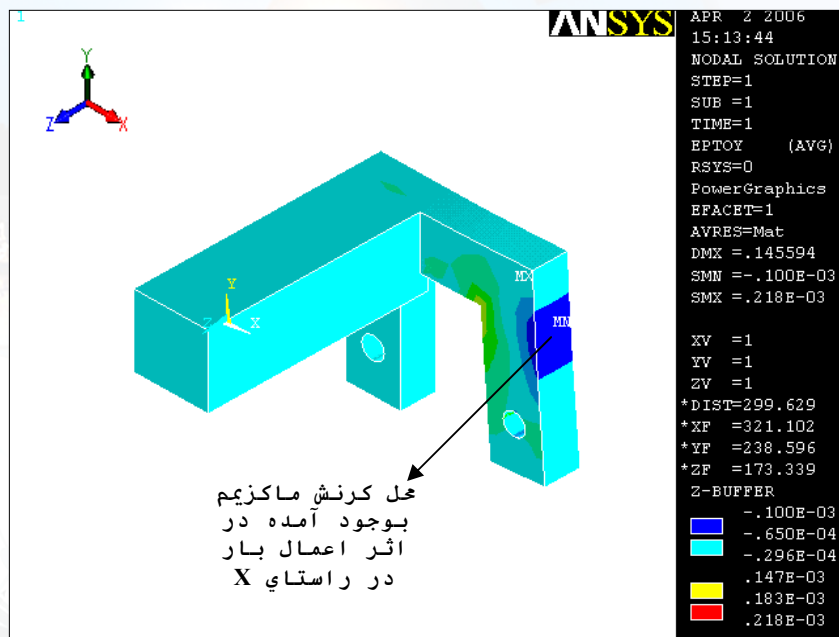 1
ANSYS
APR 2 2006
15:13:44
NODAL SOLUTION
STEP=1
SUB =1
TIME=1
EPTOY (AVG)
RSYS=0
PowerGraphics
EFACET=1
AVRES=Mat
DMX =.145594
SMN =-.100E-03
SMX =.218E-03
XV =1
YV =1
ZV =1
*DIST=299.629
*XF =321.102
*YF =238.596
*ZF =173.339
Z-BUFFER
-.100E-03
-.650E-04
-.296E-04
.147E-03
.183E-03
.218E-03
Y
Z
X
MX
MN
Y
Z
X
محل کرنش ماکزیمم
بوجود آمده در
اثر اعمال بار
در راستاي X